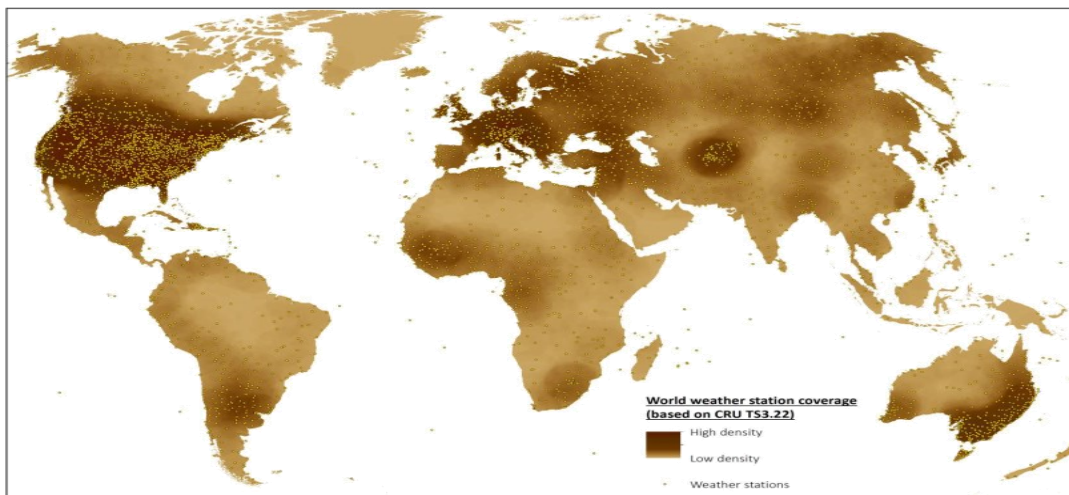 World weather station coverage
(based on CRU TS3.22)
High density
Low density
Weather stations